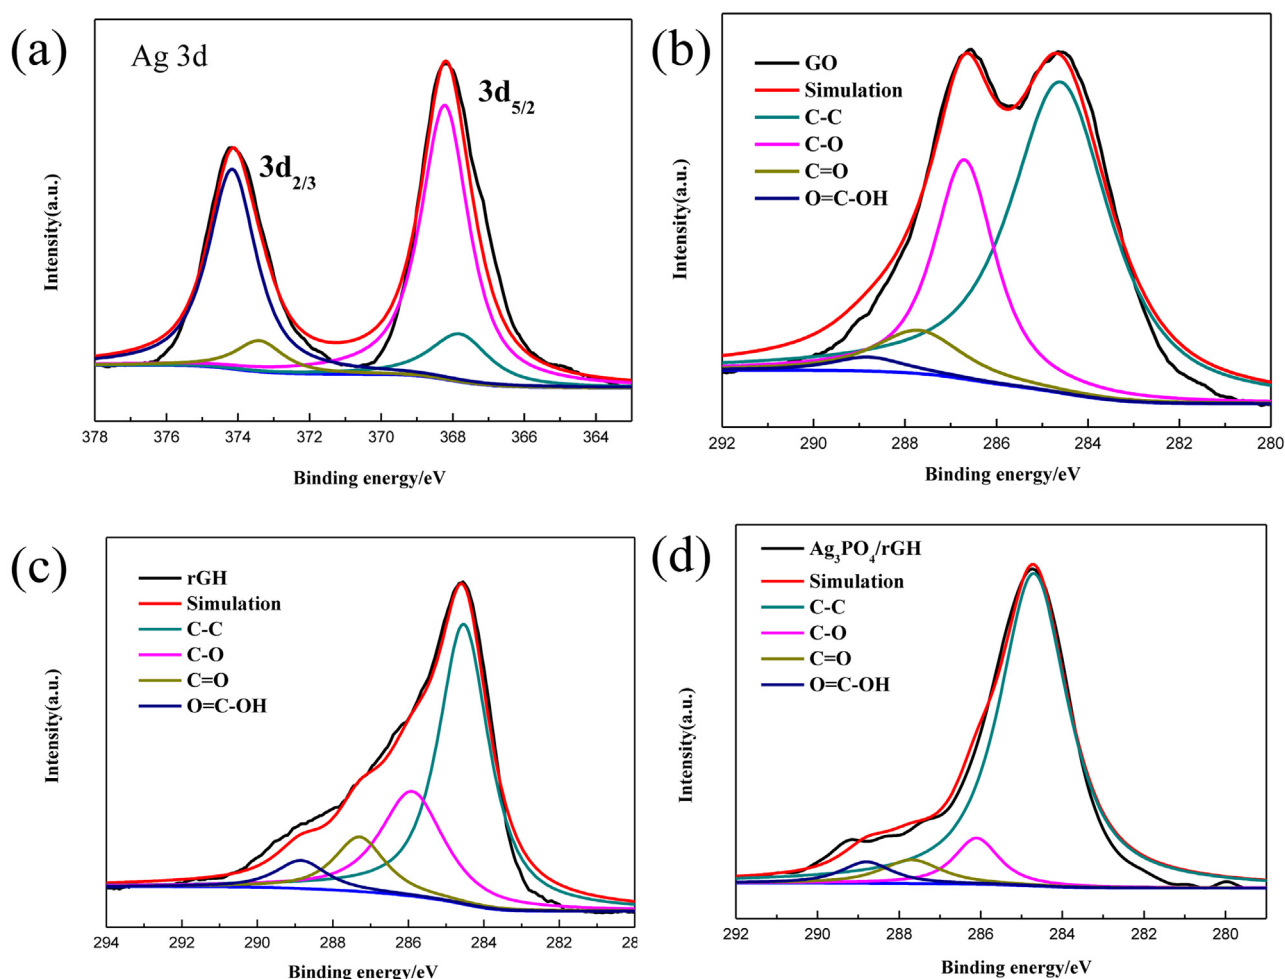 (a)
Ag 3d
3d5/2
3d2/3
Intensity(a.u.)
378 376 374 372 370 368 366 364
Binding energy/eV
(b)
GO
Simulation
C-C
C-O
C=O
O=C-OH
Intensity(a.u.)
292 290 288 286 284 282 280
Binding energy/eV
(c)
rGH
Simulation
C-C
C-O
C=O
O=C-OH
Intensity(a.u.)
294 292 290 288 286 284 282 28
Binding energy/eV
(d)
Ag3PO4/rGH
Simulation
C-C
C-O
C=O
O=C-OH
Intensity(a.u.)
292 290 288 286 284 282 280
Binding energy/eV